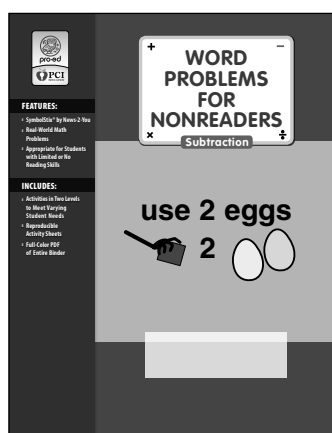 pro·ed
PCI
FEATURES:
SymbolStix® by News-2-You
Real-World Math
Problems
Appropriate for Students
with Limited or No
Reading Skills
INCLUDES:
Activities in Two Levels
to Meet Varying
Student Needs
Reproducible
Activity Sheets
Full-Color PDF
of Entire Binder
+ −
WORD
PROBLEMS
FOR
NONREADERS
× ÷
Subtraction
use 2 eggs
2